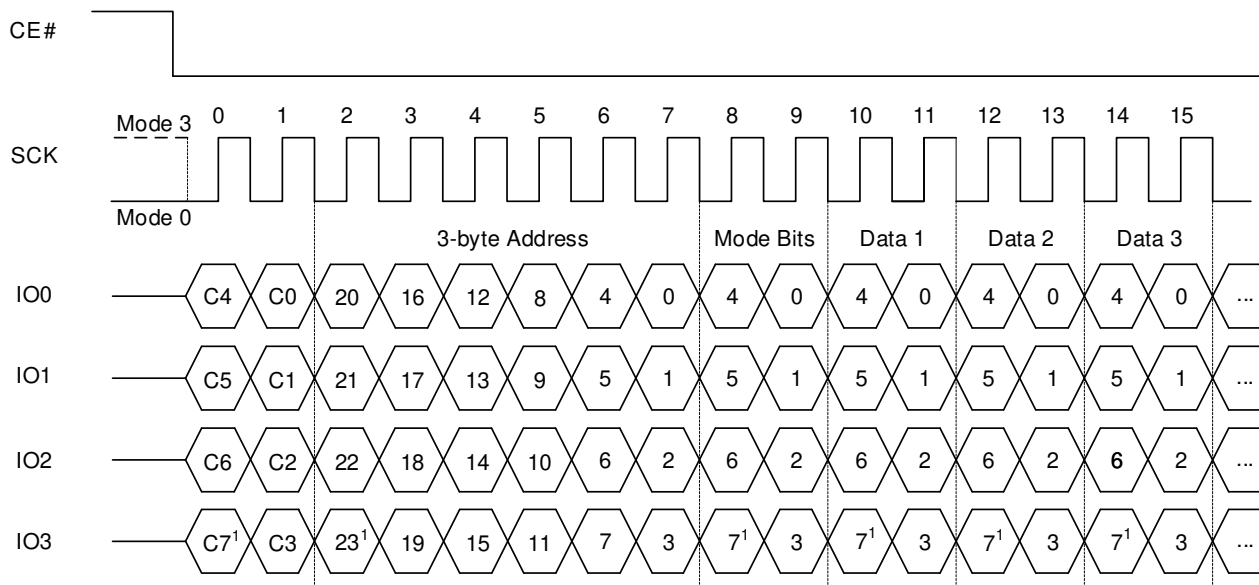 CE#
0 1 2 3 4 5 6 7 8 9 10 11 12 13 14 15
Mode 3
SCK
Mode 0
3-byte Address Mode Bits Data 1 Data 2 Data 3
IO0 C4 C0 20 16 12 8 4 0 4 0 4 0 4 0 4 0 ...
IO1 C5 C1 21 17 13 9 5 1 5 1 5 1 5 1 5 1 ...
IO2 C6 C2 22 18 14 10 6 2 6 2 6 2 6 2 6 2 ...
IO3 C7¹ C3 23¹ 19 15 11 7 3 7¹ 3 7¹ 3 7¹ 3 7¹ 3 ...